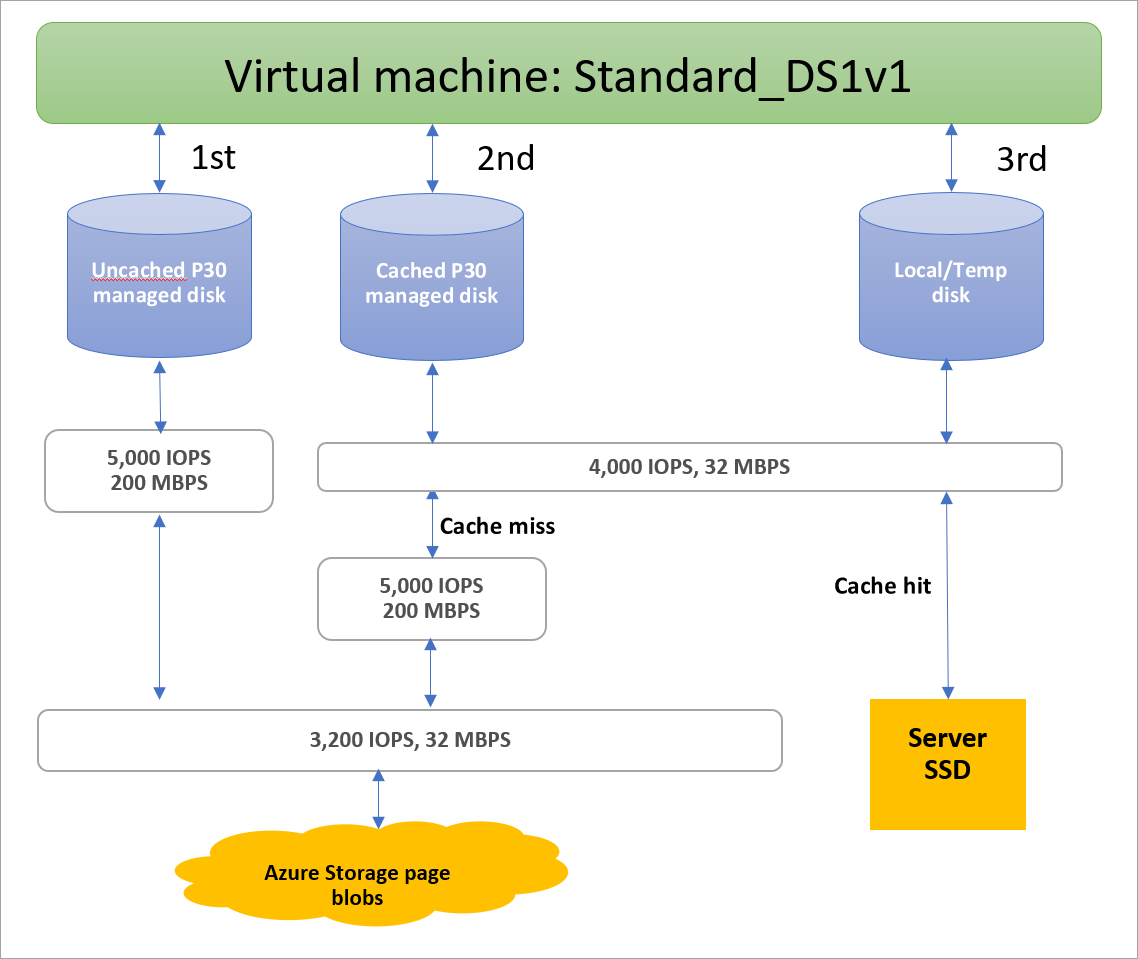 Virtual machine: Standard_DS1v1
1st
2nd
3rd
Uncached P30
managed disk
Cached P30
managed disk
Local/Temp
disk
5,000 IOPS
200 MBPS
4,000 IOPS, 32 MBPS
Cache miss
5,000 IOPS
200 MBPS
Cache hit
3,200 IOPS, 32 MBPS
Server
SSD
Azure Storage page
blobs